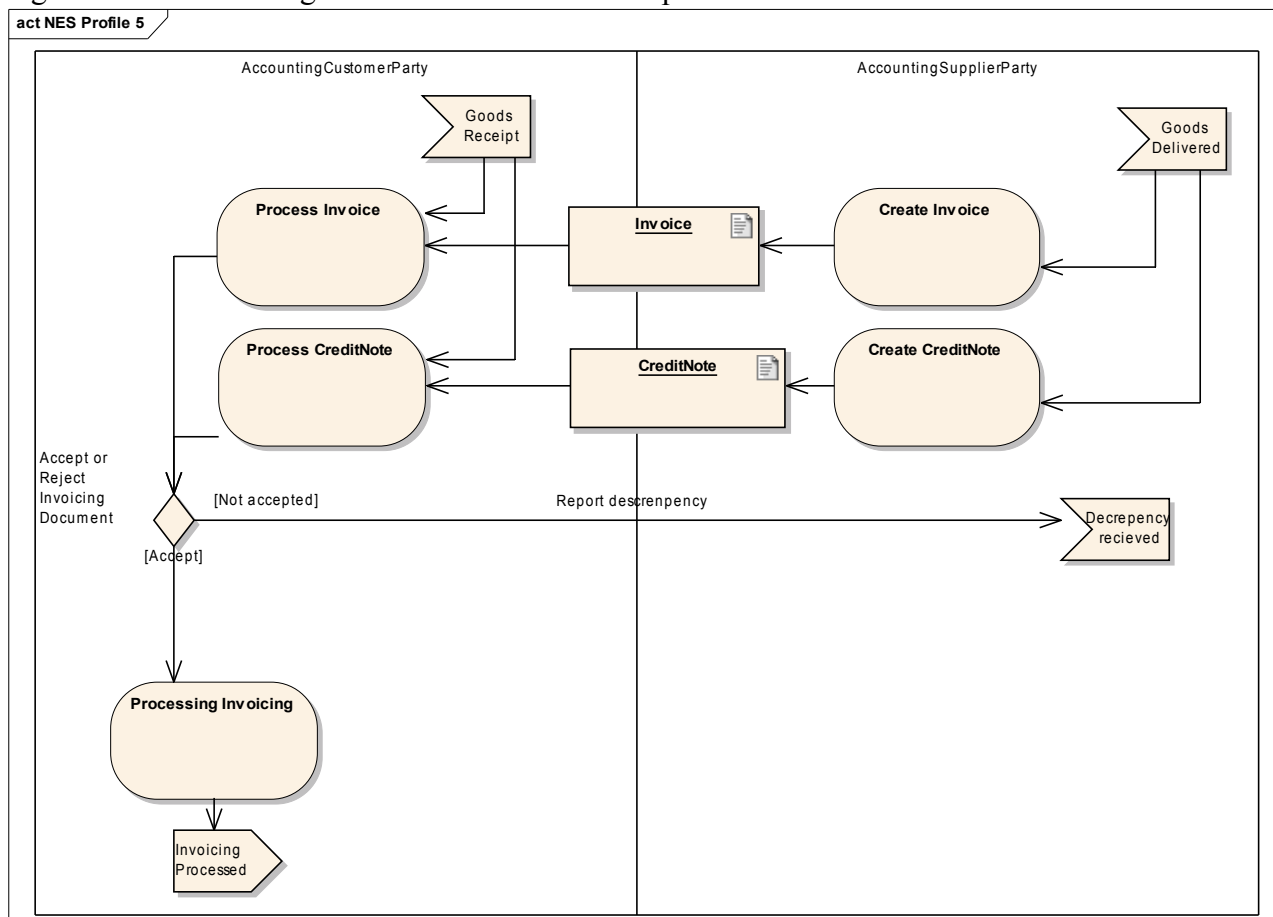 act NES Profile 5
AccountingCustomerParty
AccountingSupplierParty
Goods
Receipt
Goods
Delivered
Process Invoice
Invoice
Create Invoice
Process CreditNote
CreditNote
Create CreditNote
Accept or
Reject
Invoicing
Document
[Not accepted]
Report descrenpency
Decrepency
recieved
[Accept]
Processing Invoicing
Invoicing
Processed